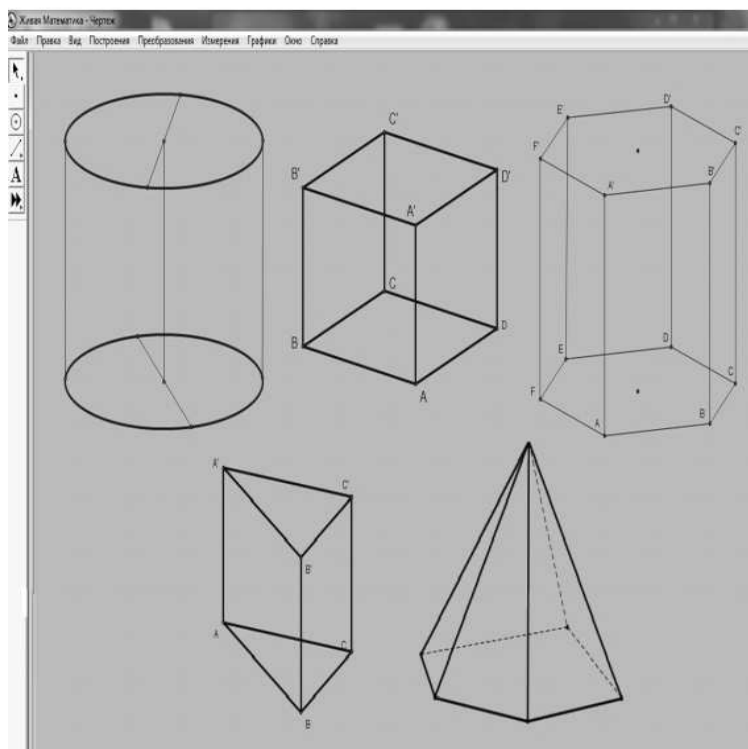 Живая Математика - Чертеж
Файл Правка Вид Построения Преобразования Измерения Графики Окно Справка
A
C'
B'
A'
D'
C
B
D
A
D'
E'
C'
F'
B'
A'
D
E
C
F
B
A
A'
C'
B'
A
C
B